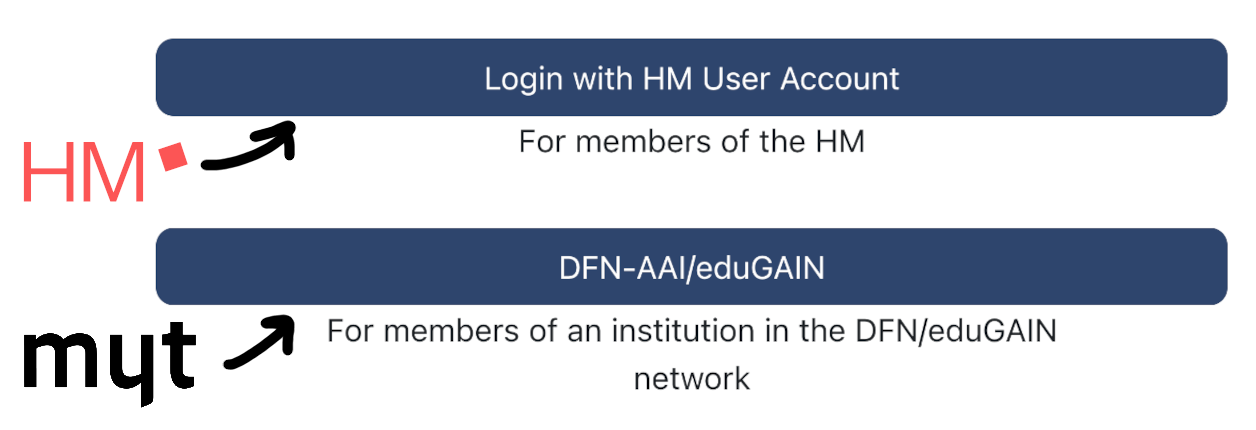 Login with HM User Account
For members of the HM
HM
DFN-AAI/eduGAIN
For members of an institution in the DFN/eduGAIN
network
myt